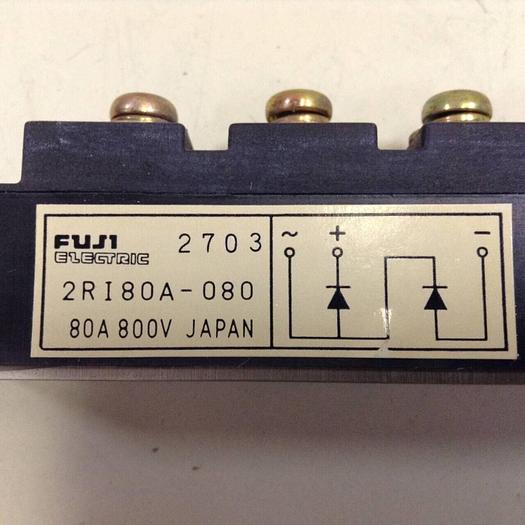 FUJI 2703
ELECTRIC
2RI80A-080
80A 800V JAPAN
~ + -